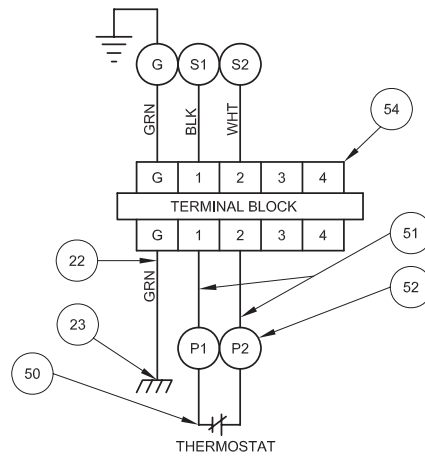 G S1 S2
GRN BLK WHT
54
G 1 2 3 4
TERMINAL BLOCK
G 1 2 3 4
51
22
52
GRN
23
P1 P2
50
THERMOSTAT